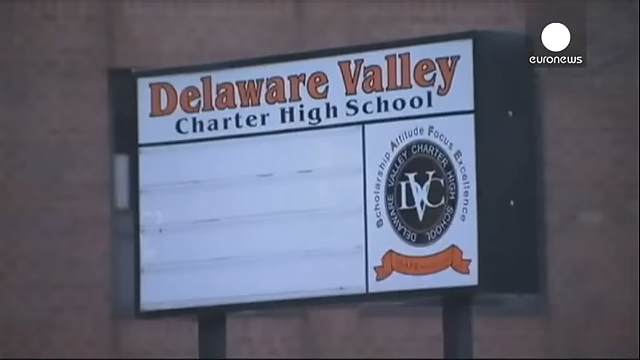 euronews
Delaware Valley
Charter High School
Scholarship Attitude Focus Excellence
DELAWARE VALLEY CHARTER HIGH SCHOOL
DVC